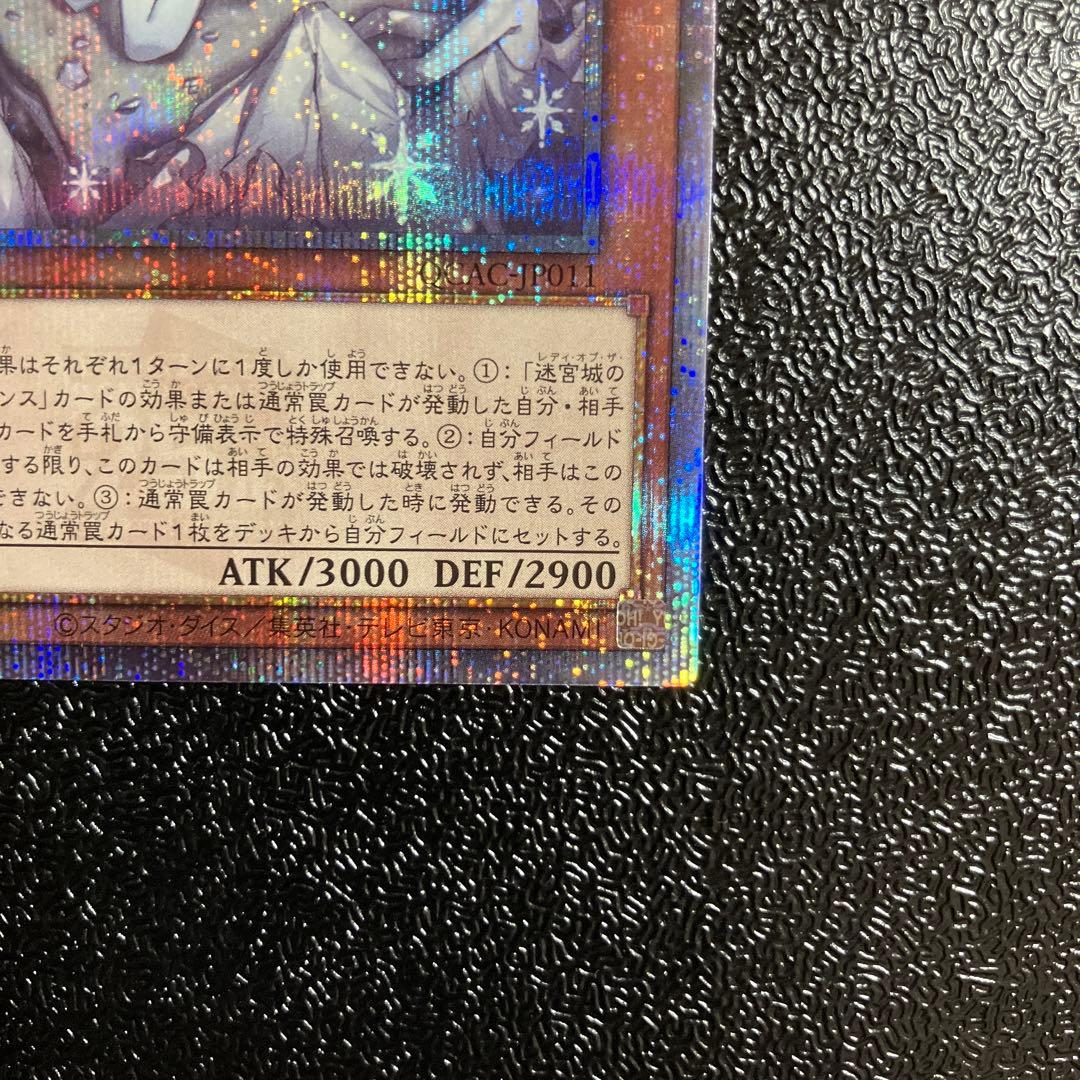 QCAC-JP011
果はそれぞれ1ターンに1度しか使用できない。①：「迷宮城の
ンス」カードの効果または通常罠カードが発動した自分・相手
カードを手札から守備表示で特殊召喚する。②：自分フィールド
する限り、このカードは相手の効果では破壊されず、相手はこの
できない。③：通常罠カードが発動した時に発動できる。その
なる通常罠カード1枚をデッキから自分フィールドにセットする。
ATK/3000 DEF/2900
©スタジオ・ダイス／集英社・テレビ東京・KONAMI